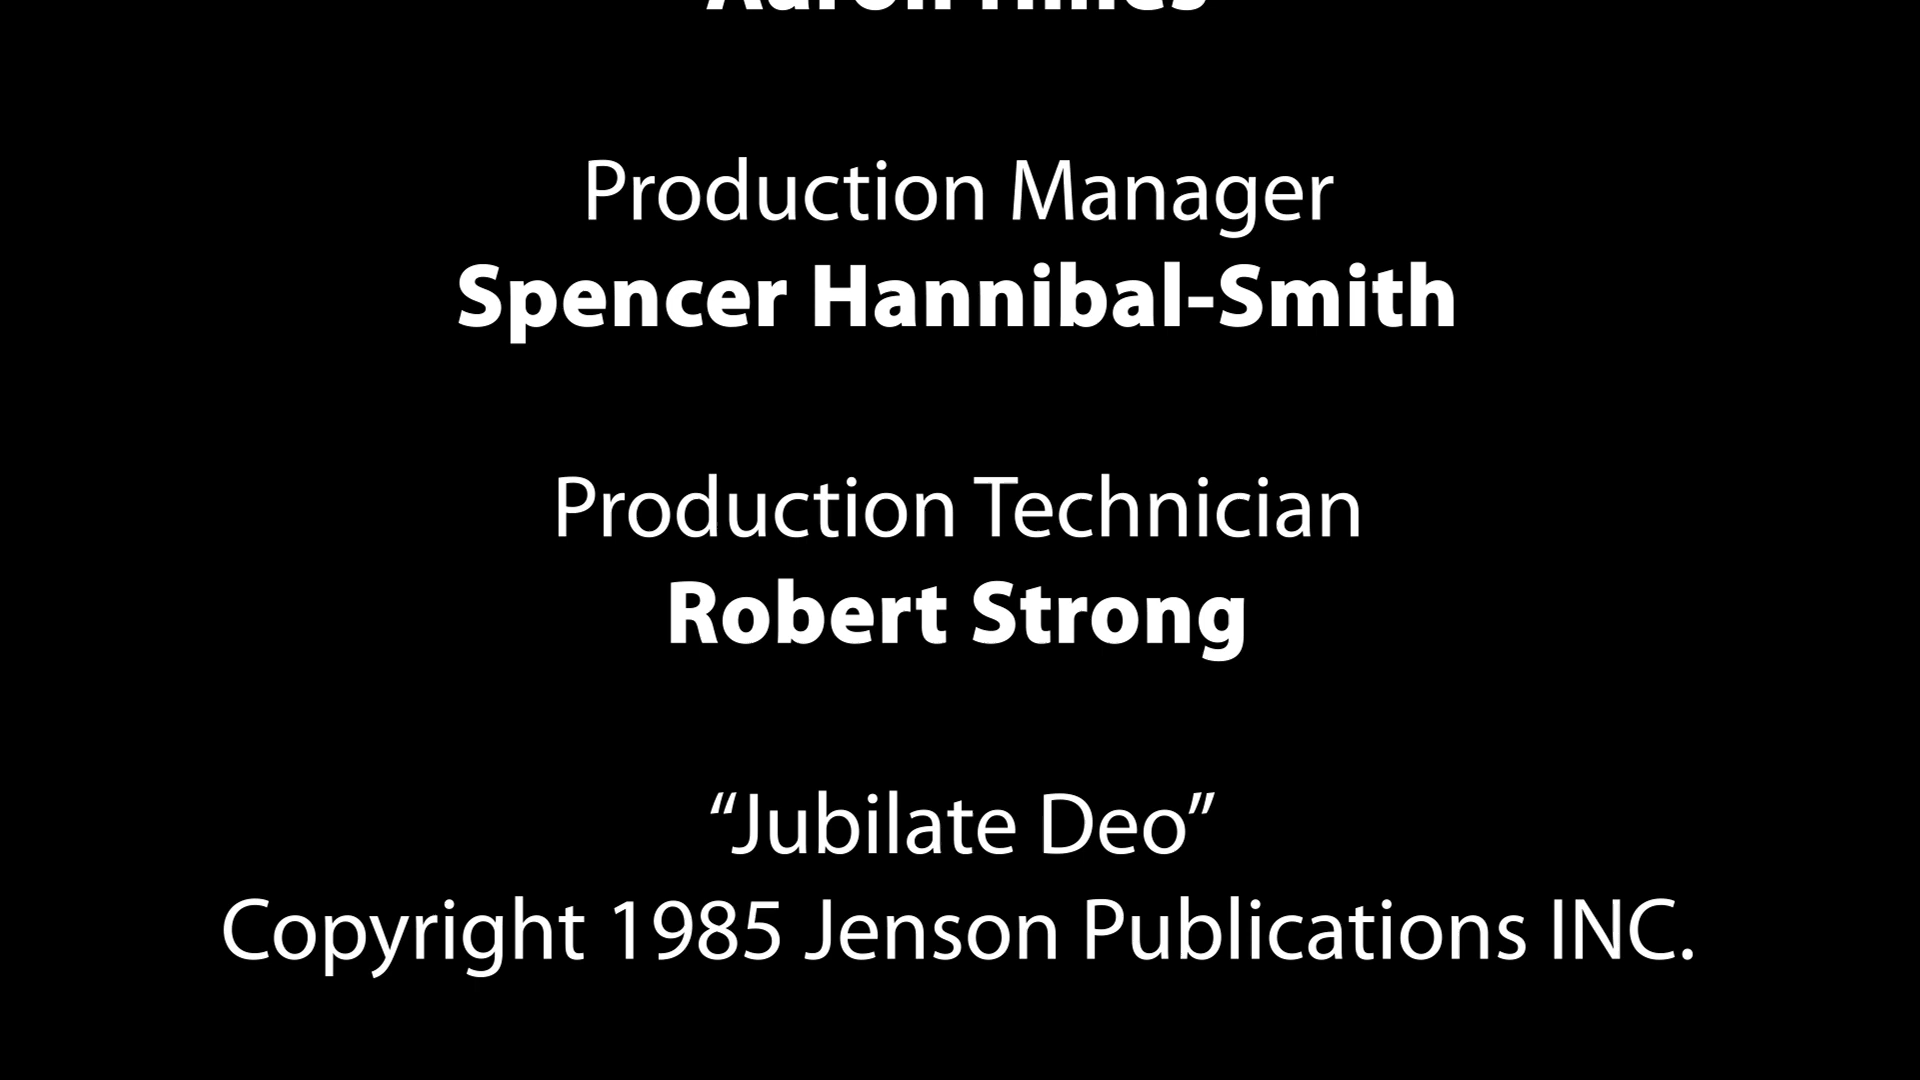 Production Manager
Spencer Hannibal-Smith
Production Technician
Robert Strong
“Jubilate Deo”
Copyright 1985 Jenson Publications INC.